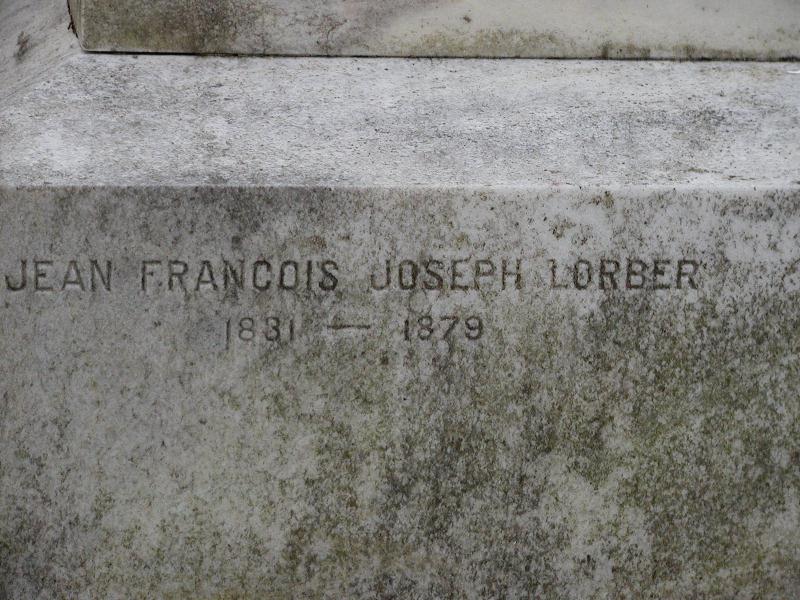 JEAN FRANCOIS JOSEPH LORBER
1831 — 1879